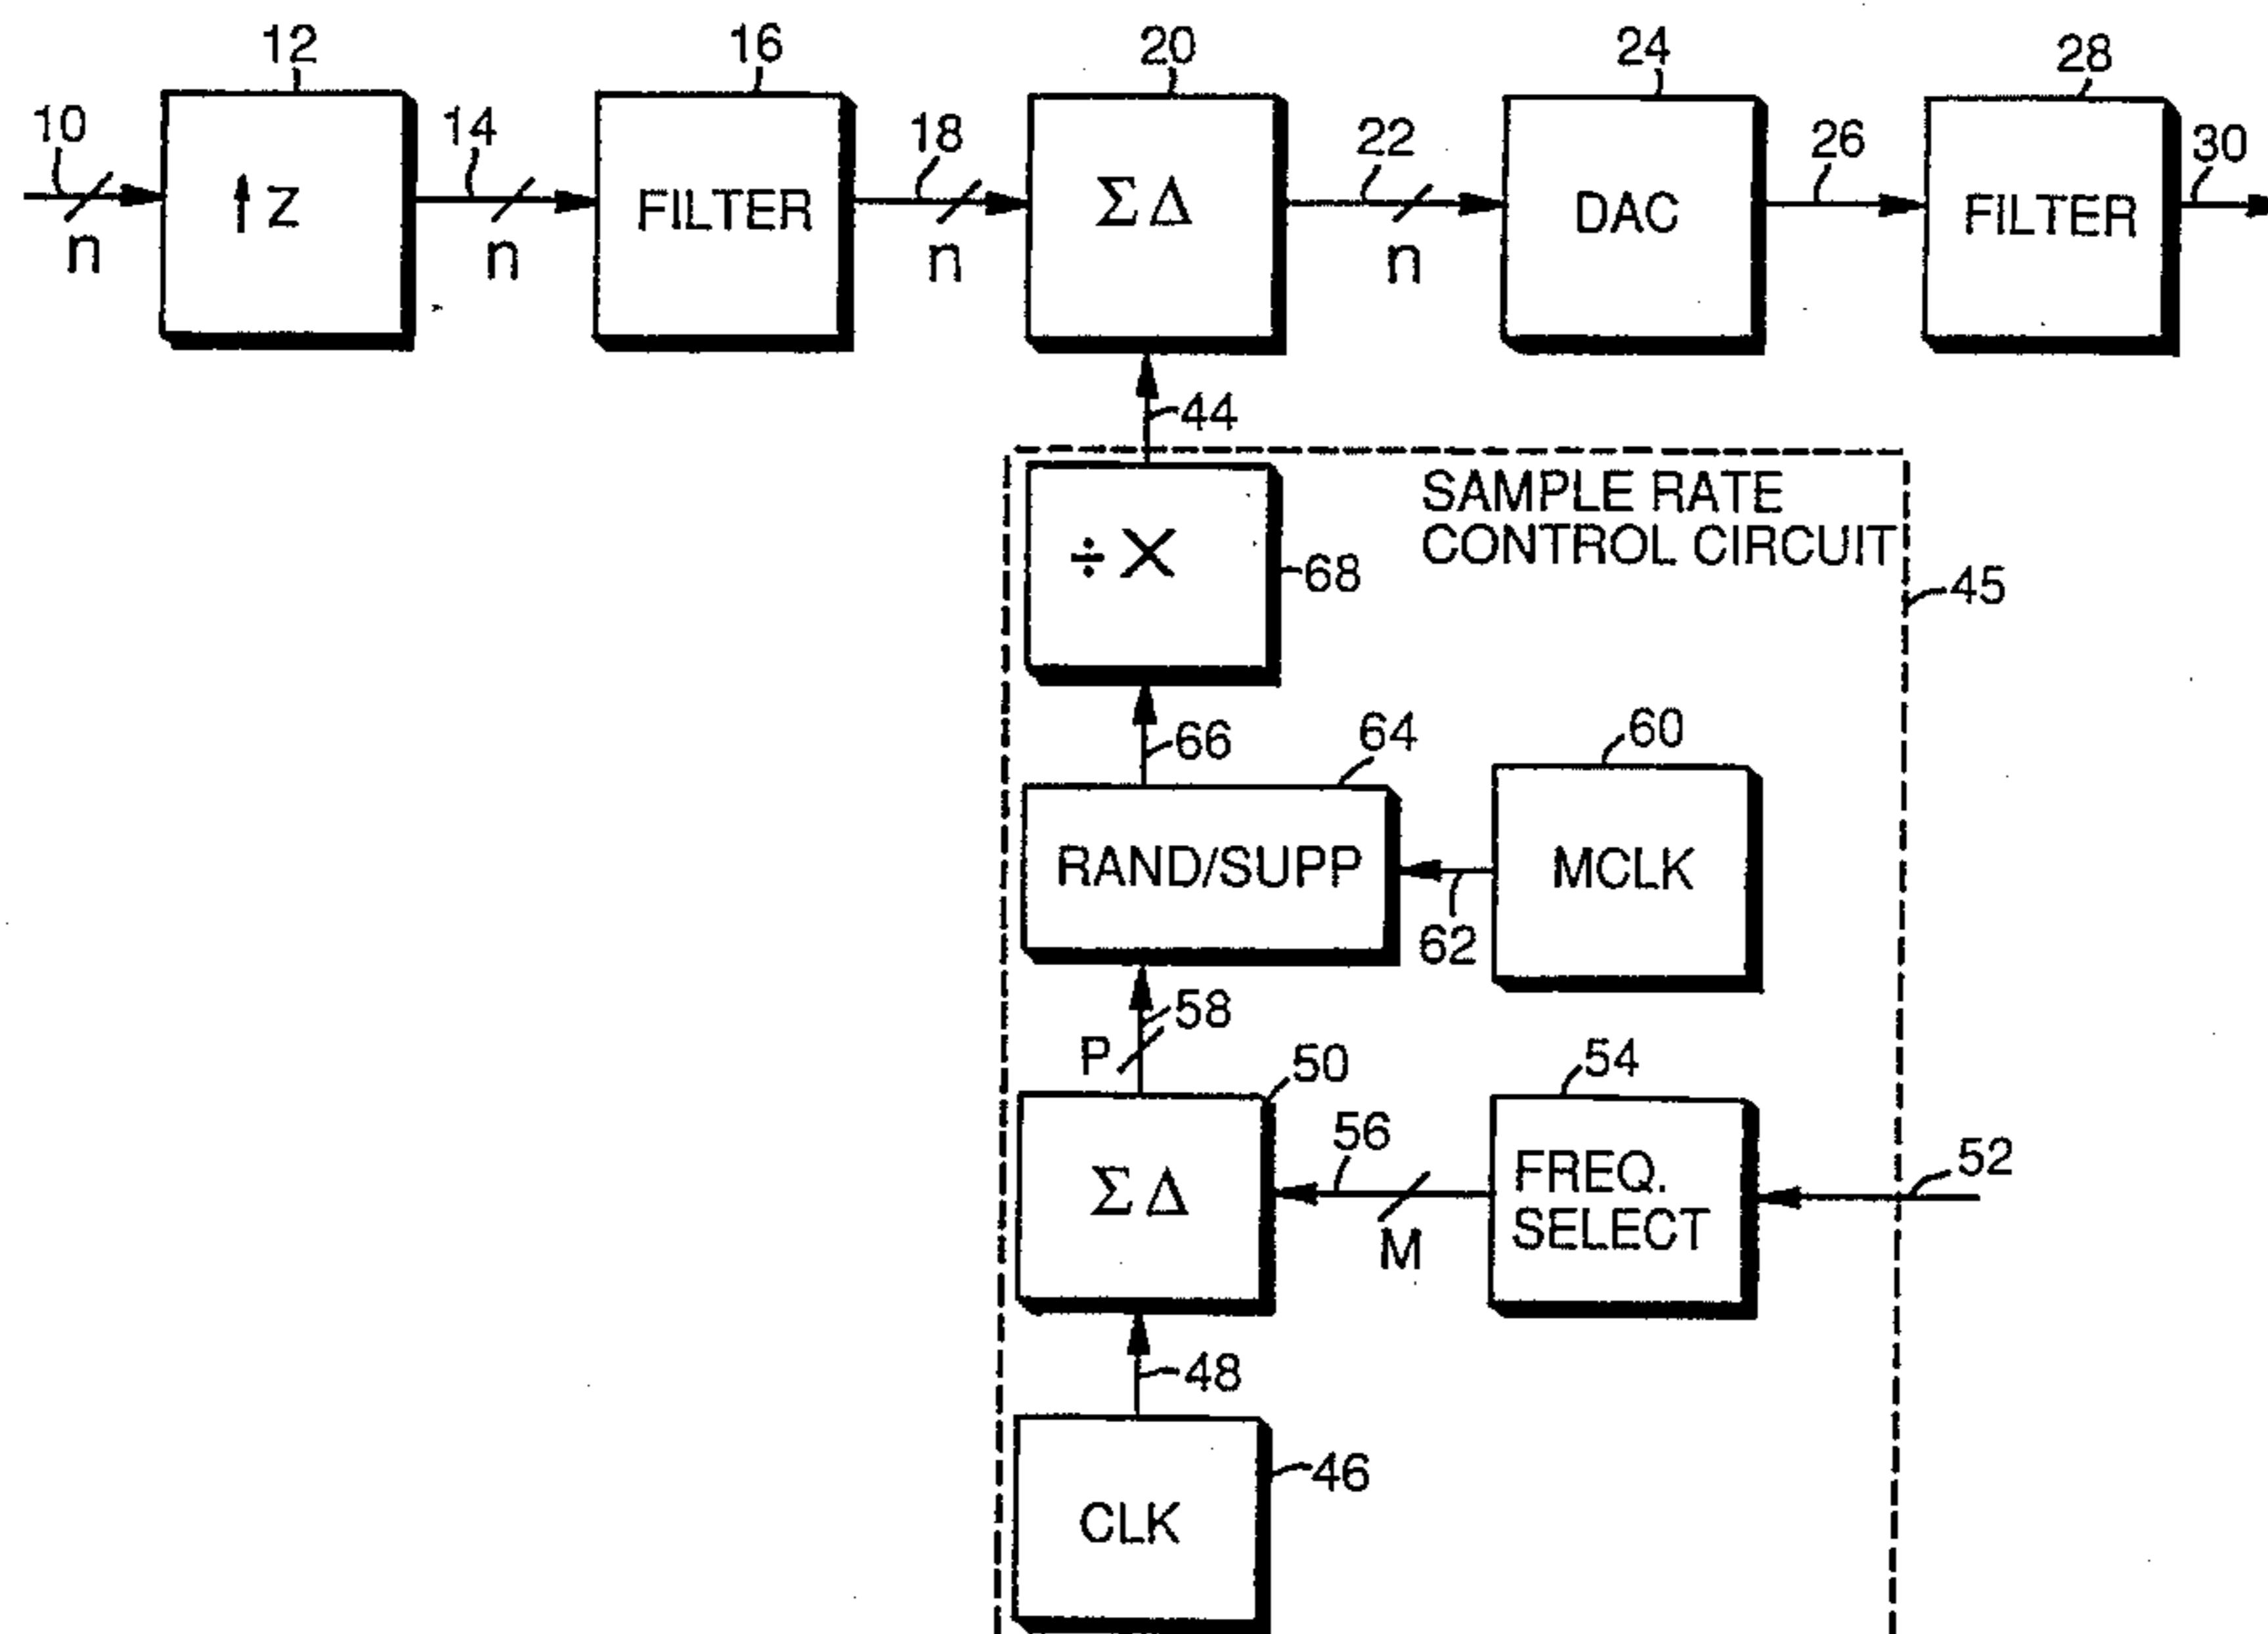 12
16
20
24
28
10
14
18
22
26
30
↑ Z
FILTER
Σ Δ
DAC
FILTER
n
n
n
n
44
SAMPLE RATE
CONTROL CIRCUIT
÷ X
68
45
66
64
60
RAND/SUPP
MCLK
62
58
P
50
54
56
52
Σ Δ
FREQ.
SELECT
M
48
46
CLK